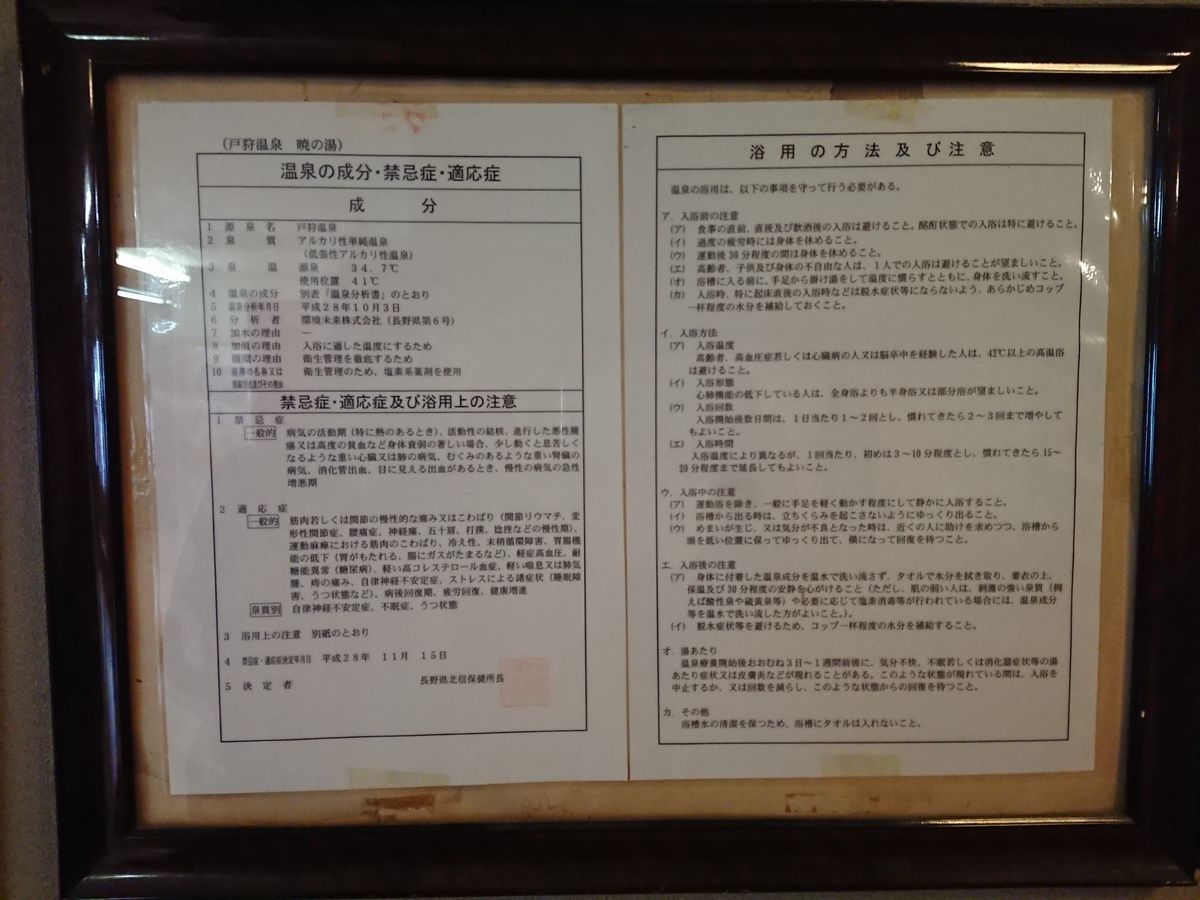 (戸狩温泉 暁の湯)
温泉の成分・禁忌症・適応症
成分
1 源泉名 戸狩温泉
2 泉質 アルカリ性単純温泉
(低張性アルカリ性温泉)
3 泉温 源泉 34.7℃
使用位置 41℃
4 温泉の成分 別表「温泉分析書」のとおり
5 温泉分析年月日 平成28年10月3日
6 分析者 環境未来株式会社(長野県第6号)
7 加水の理由 ー
8 加温の理由 入浴に適した温度にするため
9 循環の理由 衛生管理を徹底するため
10 の名称又は 衛生管理のため、塩素系薬剤を使用
及びその理由
禁忌症・適応症及び浴用上の注意
1 禁忌症
一般的 病気の活動期(特に熱のあるとき)、活動性の結核、進行した悪性腫
瘍又は高度の貧血など身体衰弱の著しい場合、少し動くと息苦しく
なるような重い心臓又は肺の病気、むくみのあるような重い腎臓の
病気、消化管出血、目に見える出血があるとき、慢性の病気の急性
増悪期
2 適応症
一般的 筋肉若しくは関節の慢性的な痛み又はこわばり(関節リウマチ、変
形性関節症、腰痛症、神経痛、五十肩、打撲、捻挫などの慢性期)、
運動麻痺における筋肉のこわばり、冷え性、末梢循環障害、胃腸機
能の低下(胃がもたれる、腸にガスがたまるなど)、軽症高血圧、耐
糖能異常(糖尿病)、軽い高コレステロール血症、軽い喘息又は肺気
腫、痔の痛み、自律神経不安定症、ストレスによる諸症状(睡眠障
害、うつ状態など)、病後回復期、疲労回復、健康増進
泉質別 自律神経不安定症、不眠症、うつ状態
3 浴用上の注意 別紙のとおり
4 禁忌症・適応症決定年月日 平成28年 11月 15日
5 決定者 長野県北信保健所長
浴用の方法及び注意
温泉の浴用は、以下の事項を守って行う必要がある。
ア. 入浴前の注意
(ア) 食事の直前、直後及び飲酒後の入浴は避けること。酩酊状態での入浴は特に避けること。
(イ) 過度の疲労時には身体を休めること。
(ウ) 運動後30分程度の間は身体を休めること。
(エ) 高齢者、子供及び身体の不自由な人は、1人での入浴は避けることが望ましいこと。
(オ) 浴槽に入る前に、手足から掛け湯をして温度に慣らすとともに、身体を洗い流すこと。
(カ) 入浴時、特に起床直後の入浴時などは脱水症状等にならないよう、あらかじめコップ
一杯程度の水分を補給しておくこと。
イ. 入浴方法
(ア) 入浴温度
高齢者、高血圧症若しくは心臓病の人又は脳卒中を経験した人は、42℃以上の高温浴
は避けること。
(イ) 入浴形態
心肺機能の低下している人は、全身浴よりも半身浴又は部分浴が望ましいこと。
(ウ) 入浴回数
入浴開始後数日間は、1日当たり1～2回とし、慣れてきたら2～3回まで増やして
もよいこと。
(エ) 入浴時間
入浴温度により異なるが、1回当たり、初めは3～10分程度とし、慣れてきたら15～
20分程度まで延長してもよいこと。
ウ. 入浴中の注意
(ア) 運動浴を除き、一般に手足を軽く動かす程度にして静かに入浴すること。
(イ) 浴槽から出る時は、立ちくらみを起こさないようにゆっくり出ること。
(ウ) めまいが生じ、又は気分が不良となった時は、近くの人に助けを求めつつ、浴槽から
頭を低い位置に保ってゆっくり出て、横になって回復を待つこと。
エ. 入浴後の注意
(ア) 身体に付着した温泉成分を温水で洗い流さず、タオルで水分を拭き取り、着衣の上、
保温及び30分程度の安静を心がけること(ただし、肌の弱い人は、刺激の強い泉質(例
えば酸性泉や硫黄泉等)や必要に応じて塩素消毒等が行われている場合には、温泉成分
等を温水で洗い流した方がよいこと。)。
(イ) 脱水症状等を避けるため、コップ一杯程度の水分を補給すること。
オ. 湯あたり
温泉療養開始後おおむね3日～1週間前後に、気分不快、不眠若しくは消化器症状等の湯
あたり症状又は皮膚炎などが現れることがある。このような状態が現れている間は、入浴を
中止するか、又は回数を減らし、このような状態からの回復を待つこと。
カ. その他
浴槽水の清潔を保つため、浴槽にタオルは入れないこと。